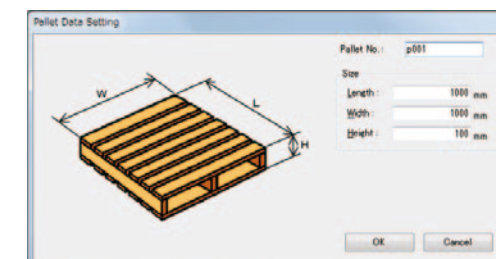 Pallet Data Setting
Pallet No.: p001
Size
Length: 1000 mm
Width: 1000 mm
Height: 100 mm
W
L
H
OK Cancel